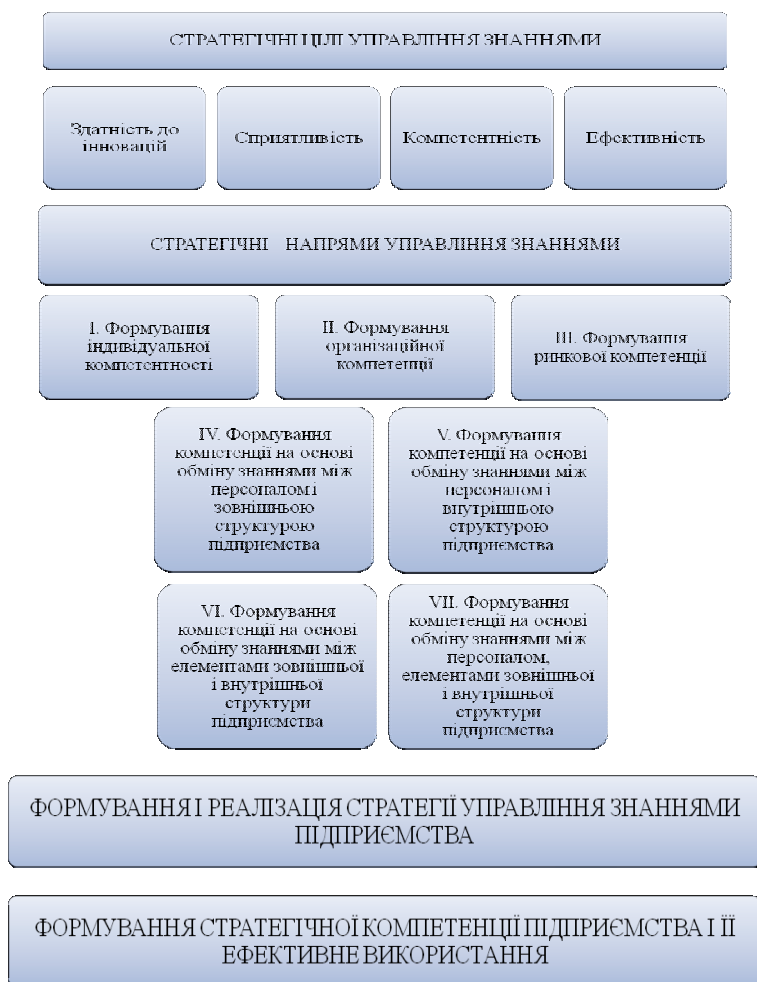 СТРАТЕГІЧНІ ЦІЛІ УПРАВЛІННЯ ЗНАННЯМИ
Здатність до
інновацій
Сприятливість
Компетентність
Ефективність
СТРАТЕГІЧНІ НАПРЯМИ УПРАВЛІННЯ ЗНАННЯМИ
I. Формування
індивідуальної
компетентності
II. Формування
організаційної
компетенції
III. Формування
ринкової компетенції
IV. Формування
компетенції на основі
обміну знаннями між
персоналом і
зовнішньою
структурою
підприємства
V. Формування
компетенції на основі
обміну знаннями між
персоналом і
внутрішньою
структурою
підприємства
VI. Формування
компетенції на основі
обміну знаннями між
елементами зовнішньої
і внутрішньої
структури
підприємства
VII. Формування
компетенції на основі
обміну знаннями між
персоналом,
елементами зовнішньої
і внутрішньої
структури
підприємства
ФОРМУВАННЯ І РЕАЛІЗАЦІЯ СТРАТЕГІЇ УПРАВЛІННЯ ЗНАННЯМИ
ПІДПРИЄМСТВА
ФОРМУВАННЯ СТРАТЕГІЧНОЇ КОМПЕТЕНЦІЇ ПІДПРИЄМСТВА І ЇЇ
ЕФЕКТИВНЕ ВИКОРИСТАННЯ